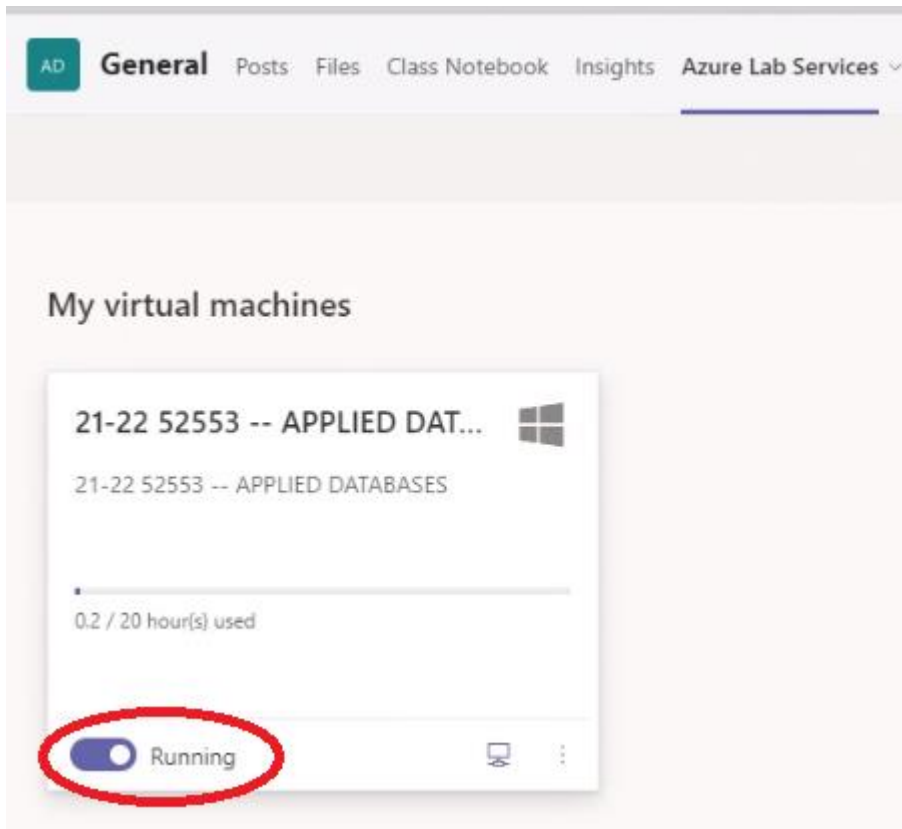 AD General Posts Files Class Notebook Insights Azure Lab Services
My virtual machines
21-22 52553 -- APPLIED DAT...
21-22 52553 -- APPLIED DATABASES
0.2 / 20 hour(s) used
Running